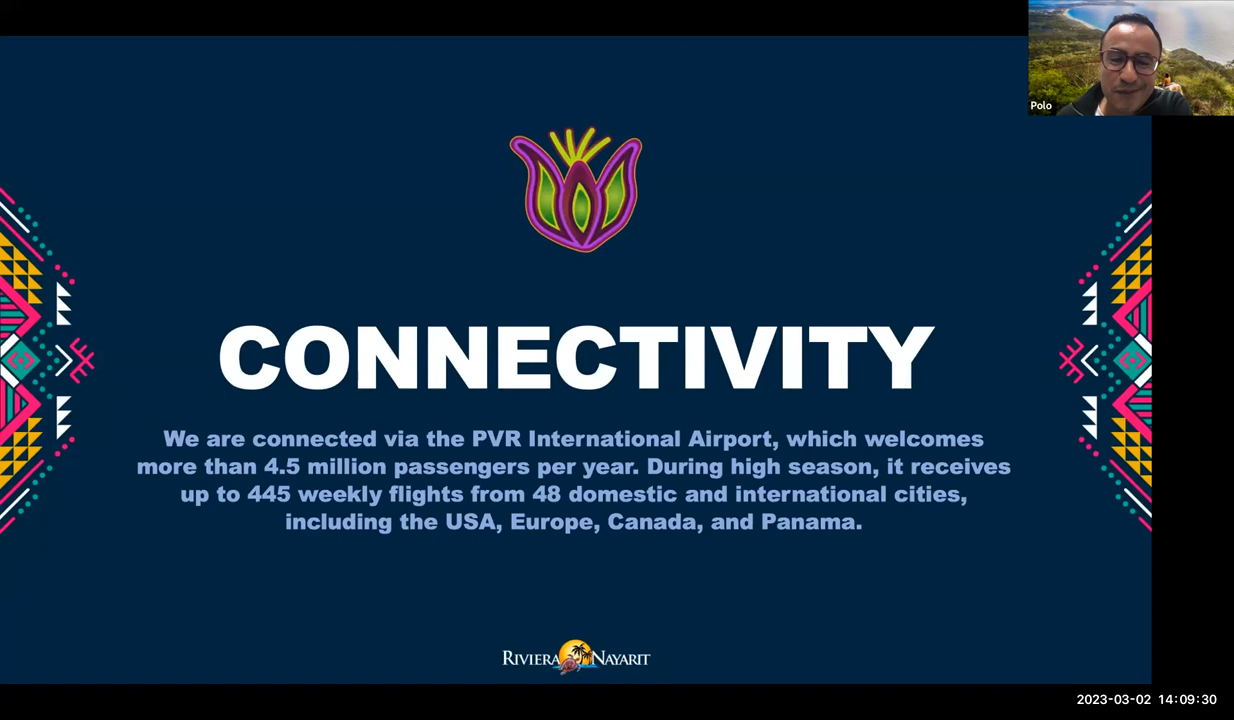 Polo
CONNECTIVITY
We are connected via the PVR International Airport, which welcomes
more than 4.5 million passengers per year. During high season, it receives
up to 445 weekly flights from 48 domestic and international cities,
including the USA, Europe, Canada, and Panama.
RIVIERA NAYARIT
2023-03-02 14:09:30